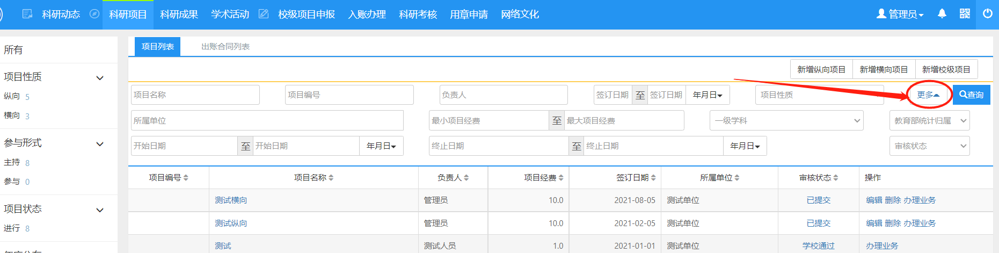 科研动态 科研项目 科研成果 学术活动 校级项目申报 入账办理 科研考核 用章申请 网络文化 管理员
所有
项目性质
纵向 5
横向 3
参与形式
主持 8
参与 0
项目状态
进行 8
项目列表 出账合同列表
新增纵向项目 新增横向项目 新增校级项目
项目名称 项目编号 负责人 签订日期 至 签订日期 年月日 项目性质 更多 查询
所属单位 最小项目经费 至 最大项目经费 一级学科 教育部统计归属
开始日期 至 开始日期 年月日 终止日期 至 终止日期 年月日 审核状态
项目编号 项目名称 负责人 项目经费 签订日期 所属单位 审核状态 操作
测试横向 管理员 10.0 2021-08-05 测试单位 已提交 编辑 删除 办理业务
测试纵向 管理员 10.0 2021-02-05 测试单位 已提交 编辑 删除 办理业务
测试 测试人员 1.0 2021-01-01 测试单位 学校通过 办理业务